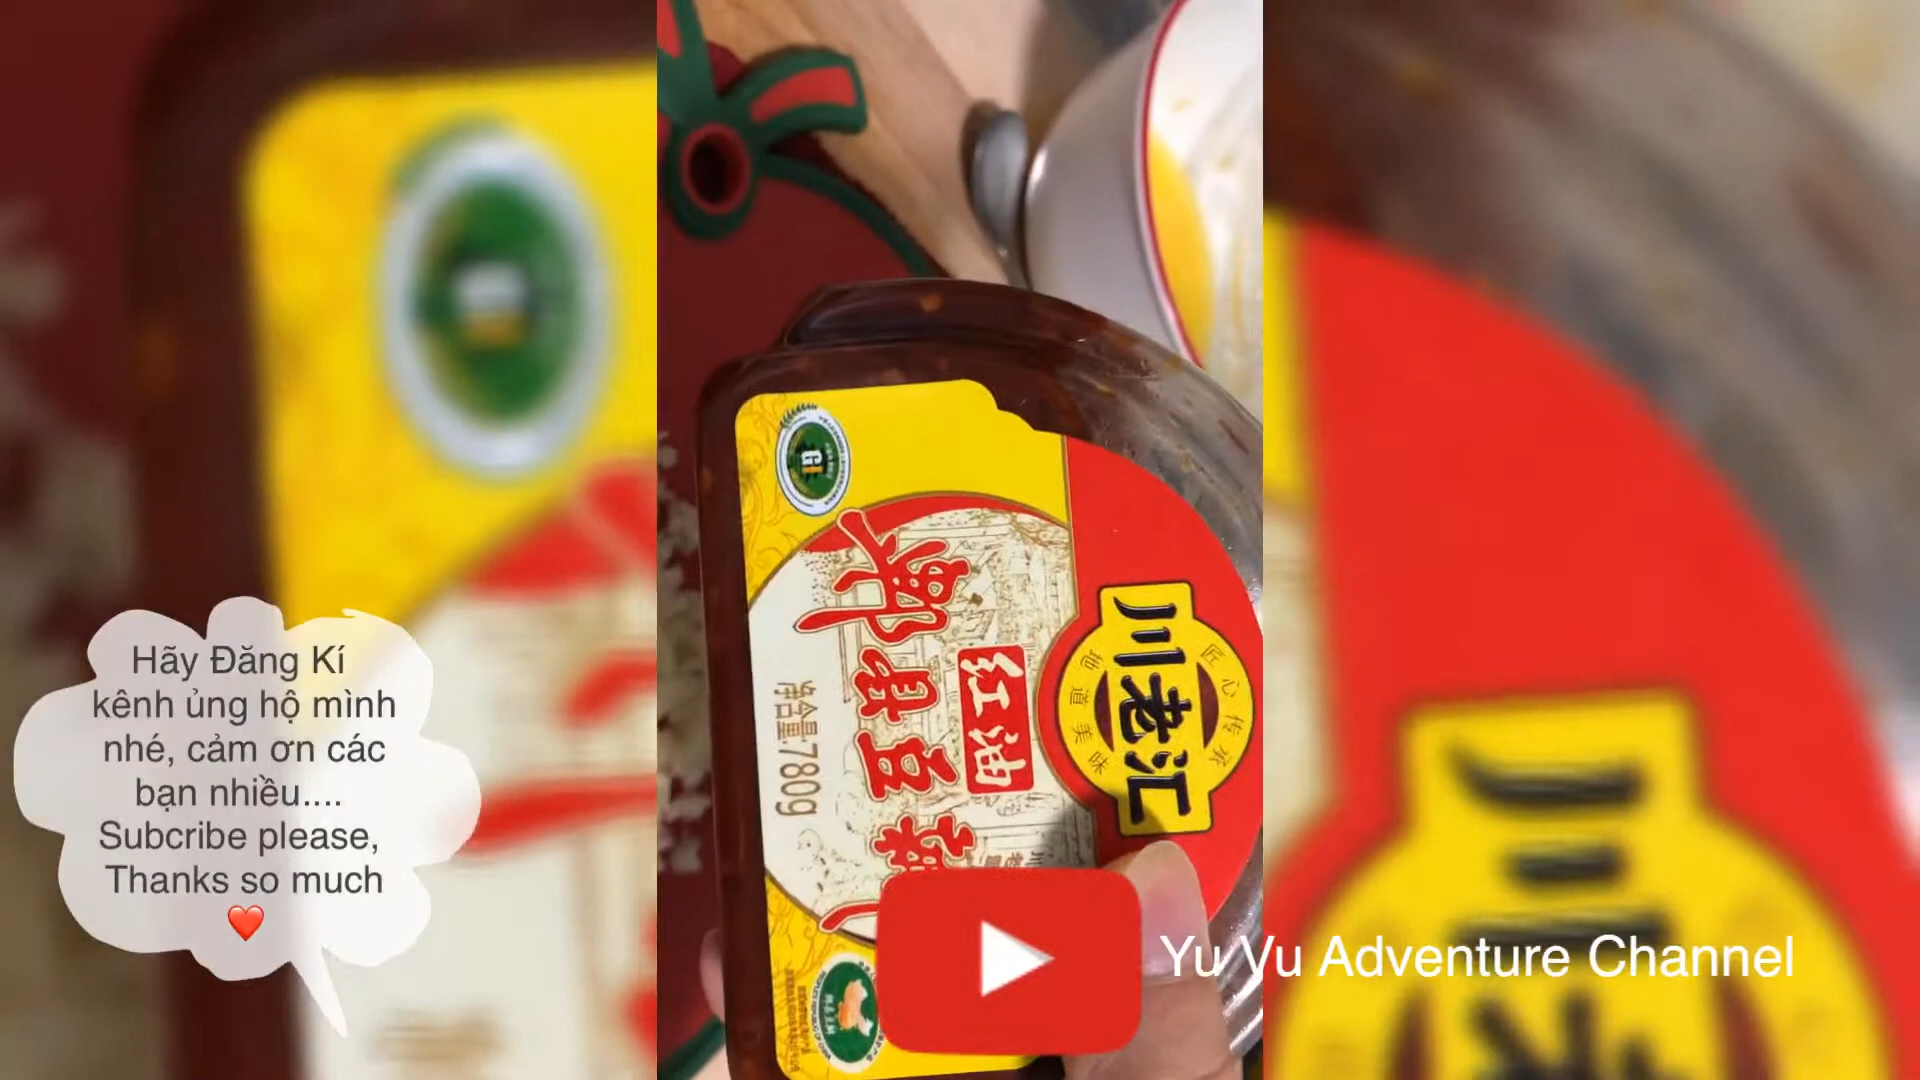 Hãy Đăng Kí
kênh ủng hộ mình
nhé, cảm ơn các
bạn nhiều....
Subcribe please,
Thanks so much
Yu Vu Adventure Channel
川老汇
匠心传承
地道美味
红油
郫县豆瓣
净含量780g
GI